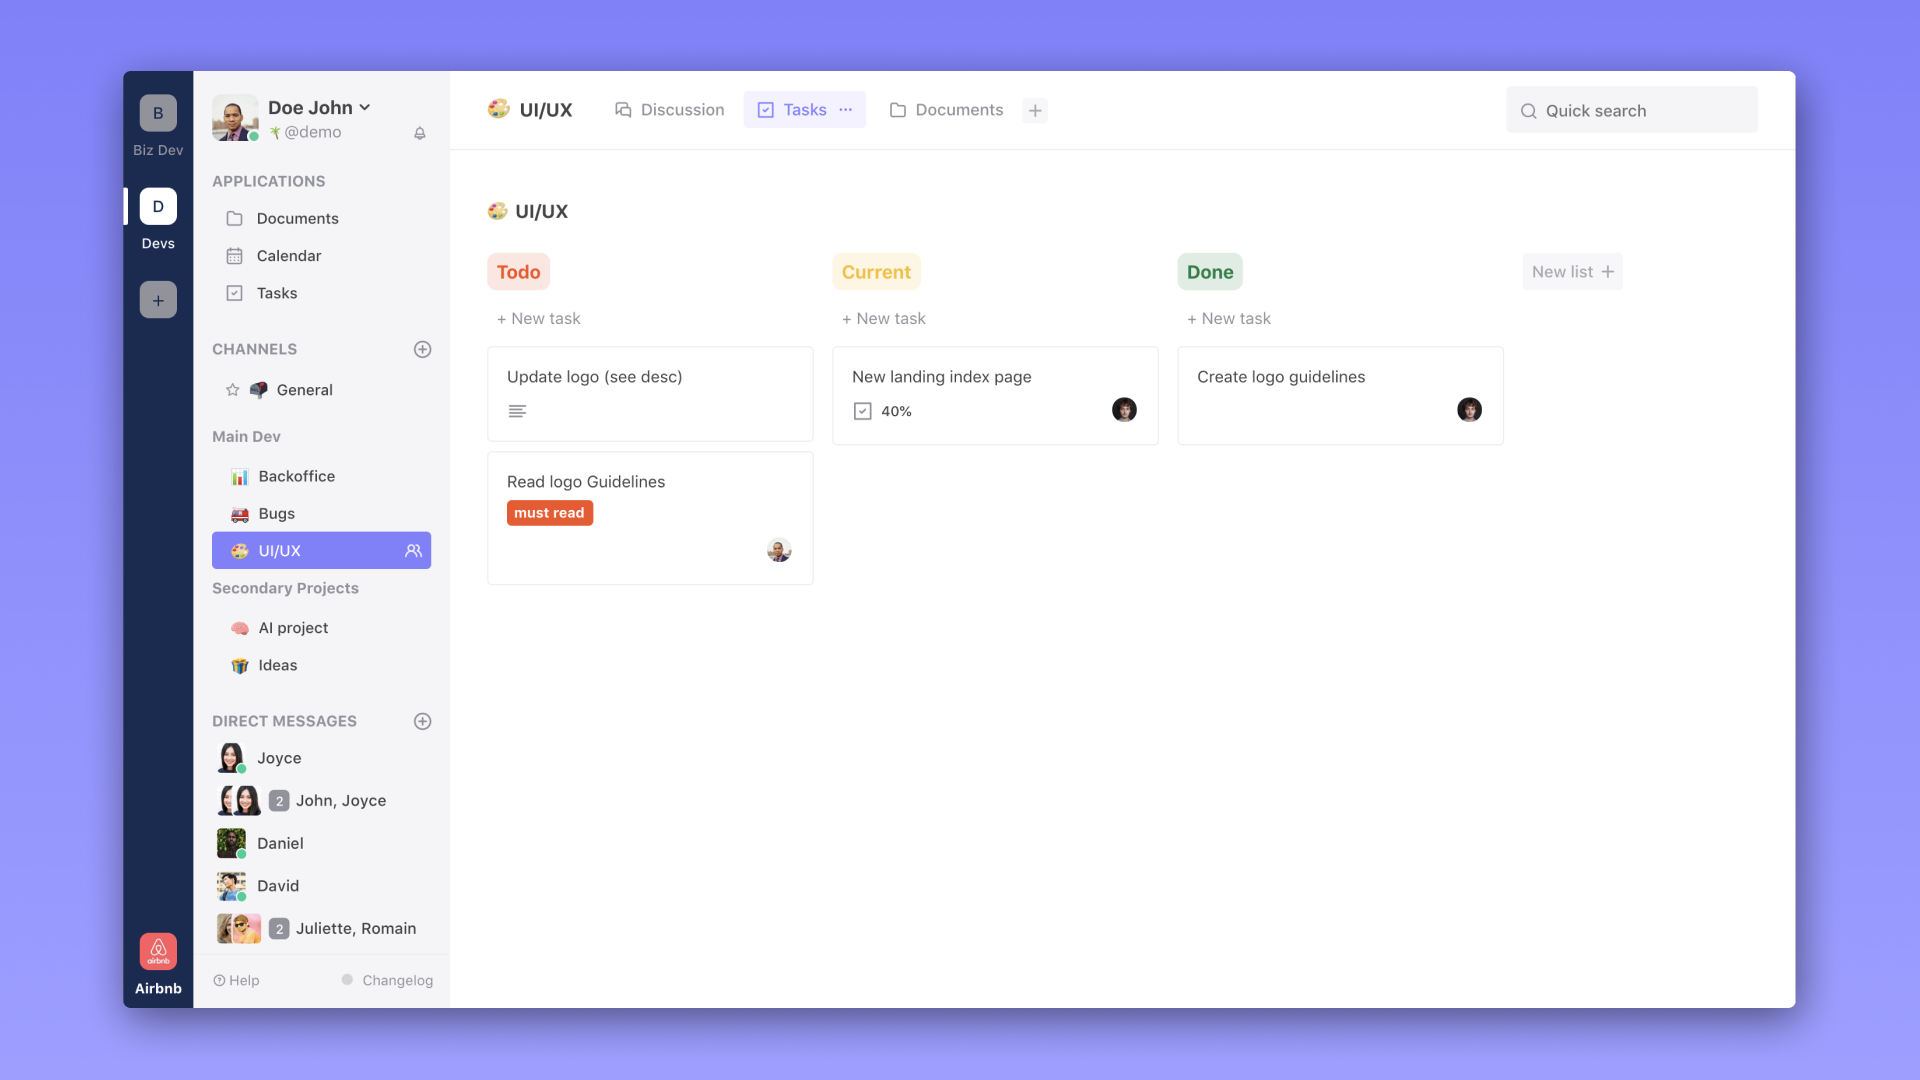 B
Biz Dev
D
Devs
+
airbnb
Airbnb
Doe John
@demo
APPLICATIONS
Documents
Calendar
Tasks
CHANNELS
General
Main Dev
Backoffice
Bugs
UI/UX
Secondary Projects
AI project
Ideas
DIRECT MESSAGES
Joyce
2 John, Joyce
Daniel
David
2 Juliette, Romain
Help
Changelog
UI/UX
Discussion
Tasks
Documents
Quick search
UI/UX
Todo
+ New task
Update logo (see desc)
Read logo Guidelines
must read
Current
+ New task
New landing index page
40%
Done
+ New task
Create logo guidelines
New list +